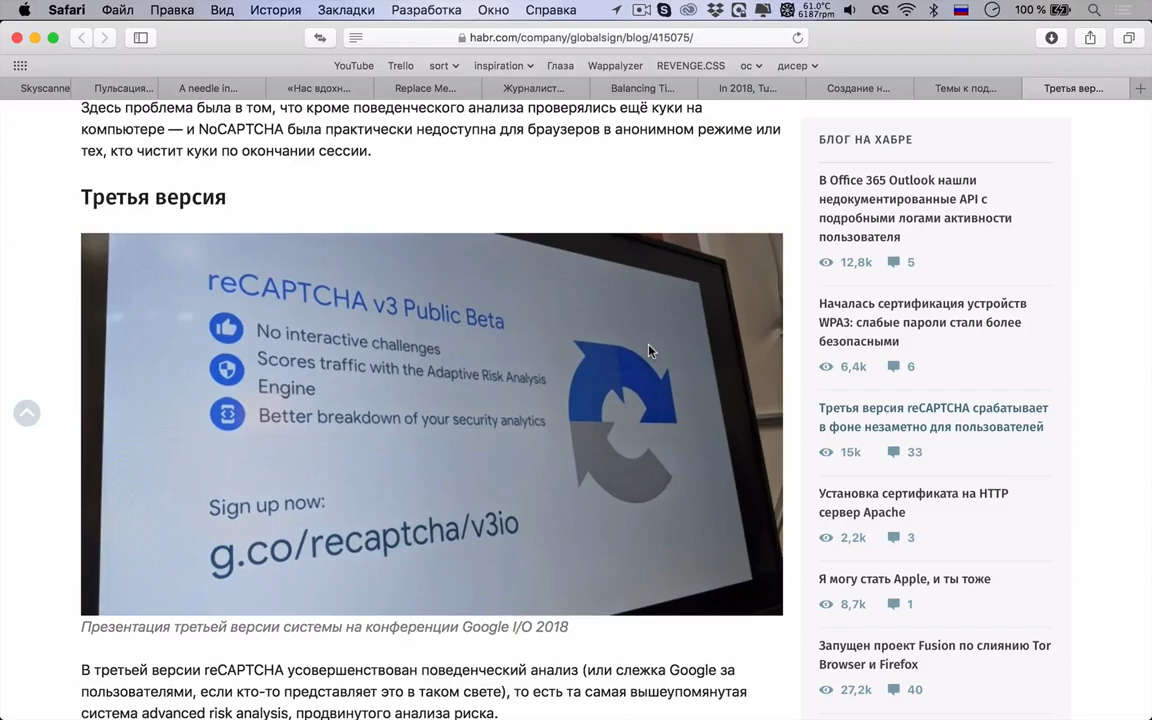 Safari Файл Правка Вид История Закладки Разработка Окно Справка
61.0°C
6187rpm
100 %
habr.com/company/globalsign/blog/415075/
YouTube Trello sort inspiration Глаза Wappalyzer REVENGE.CSS ос дисер
Skyscanne Пульсация... A needle in... «Нас вдохн... Replace Me... Журналист... Balancing Ti... In 2018, Tu... Создание н... Темы к под... Третья вер...
Здесь проблема была в том, что кроме поведенческого анализа проверялись ещё куки на
компьютере — и NoCAPTCHA была практически недоступна для браузеров в анонимном режиме или
тех, кто чистит куки по окончании сессии.
Третья версия
reCAPTCHA v3 Public Beta
No interactive challenges
Scores traffic with the Adaptive Risk Analysis
Engine
Better breakdown of your security analytics
Sign up now:
g.co/recaptcha/v3io
Презентация третьей версии системы на конференции Google I/O 2018
В третьей версии reCAPTCHA усовершенствован поведенческий анализ (или слежка Google за
пользователями, если кто-то представляет это в таком свете), то есть та самая вышеупомянутая
система advanced risk analysis, продвинутого анализа риска.
БЛОГ НА ХАБРЕ
В Office 365 Outlook нашли
недокументированные API с
подробными логами активности
пользователя
12,8k 5
Началась сертификация устройств
WPA3: слабые пароли стали более
безопасными
6,4k 6
Третья версия reCAPTCHA срабатывает
в фоне незаметно для пользователей
15k 33
Установка сертификата на HTTP
сервер Apache
2,2k 3
Я могу стать Apple, и ты тоже
8,7k 1
Запущен проект Fusion по слиянию Tor
Browser и Firefox
27,2k 40